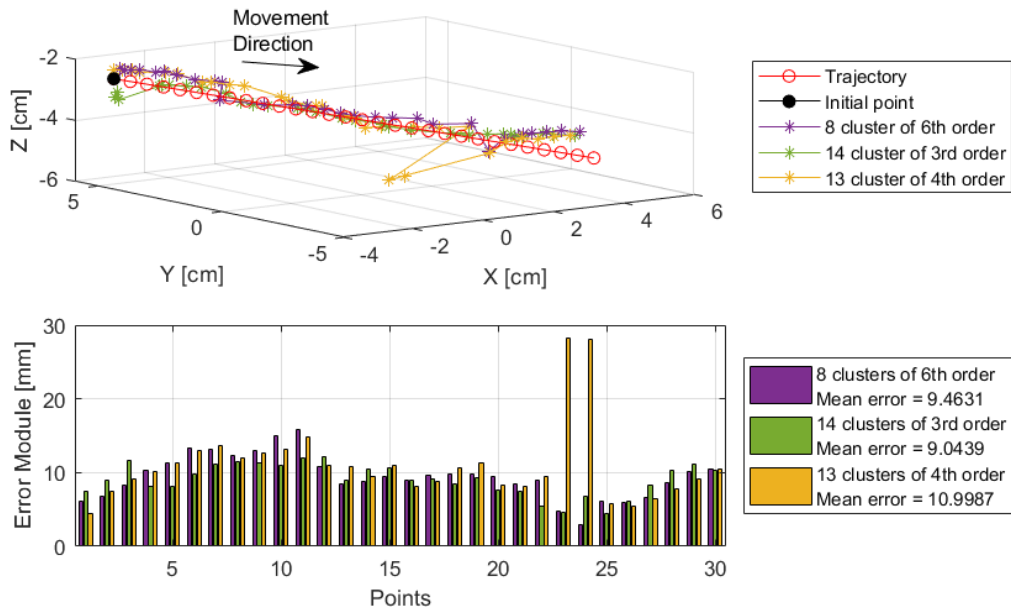 Movement
Direction
-2
-4
-6
Z [cm]
5
0
-5
Y [cm]
-4
-2
0
2
4
6
X [cm]
Trajectory
Initial point
8 cluster of 6th order
14 cluster of 3rd order
13 cluster of 4th order
30
20
10
0
Error Module [mm]
5
10
15
20
25
30
Points
8 clusters of 6th order
Mean error = 9.4631
14 clusters of 3rd order
Mean error = 9.0439
13 clusters of 4th order
Mean error = 10.9987